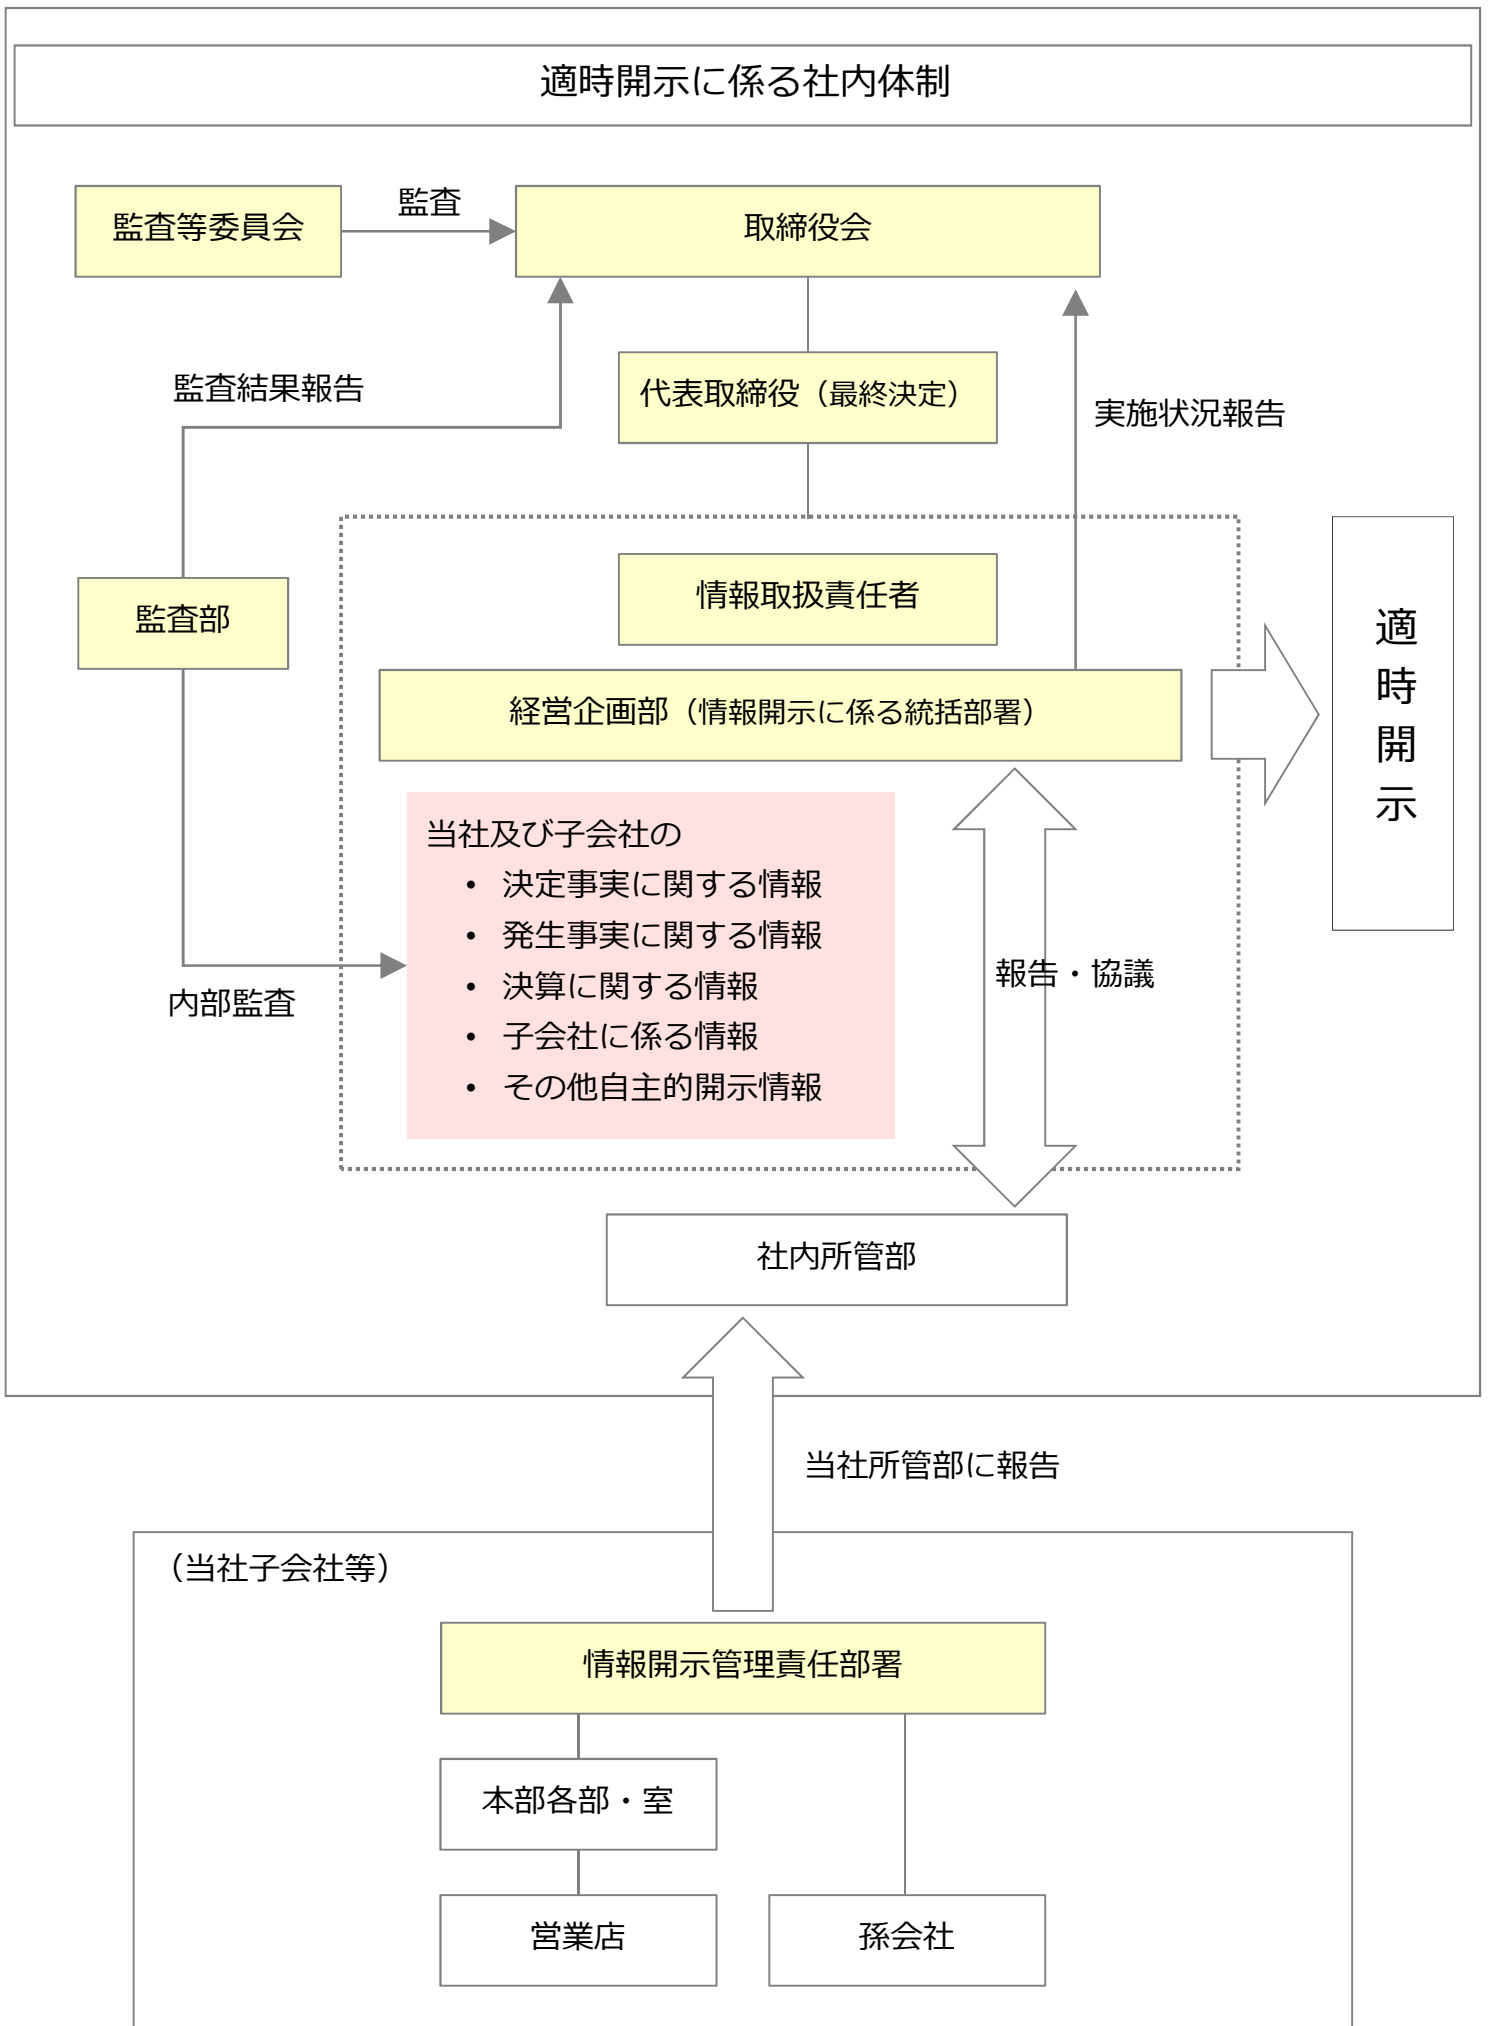 適時開示に係る社内体制
監査等委員会
監査
取締役会
監査結果報告
代表取締役（最終決定）
実施状況報告
監査部
情報取扱責任者
経営企画部（情報開示に係る統括部署）
適時開示
当社及び子会社の
• 決定事実に関する情報
• 発生事実に関する情報
• 決算に関する情報
• 子会社に係る情報
• その他自主的開示情報
内部監査
報告・協議
社内所管部
当社所管部に報告
（当社子会社等）
情報開示管理責任部署
本部各部・室
営業店
孫会社